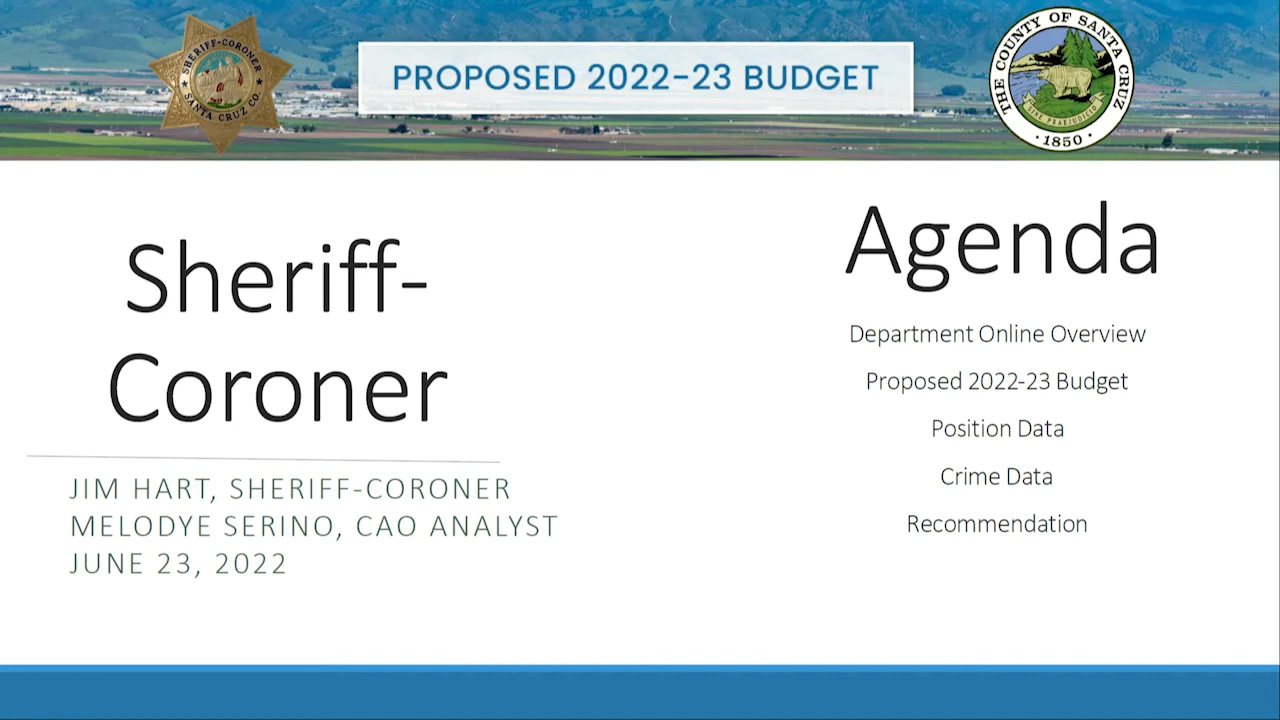 SHERIFF-CORONER
SANTA CRUZ CO.
PROPOSED 2022-23 BUDGET
THE COUNTY OF SANTA CRUZ
SINE PRAEJUDICIO
· 1850 ·
Sheriff-
Coroner
JIM HART, SHERIFF-CORONER
MELODYE SERINO, CAO ANALYST
JUNE 23, 2022
Agenda
Department Online Overview
Proposed 2022-23 Budget
Position Data
Crime Data
Recommendation